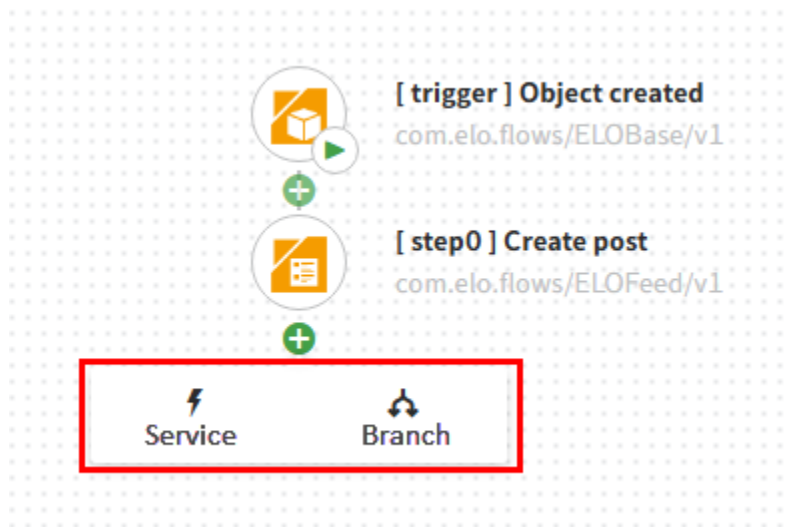 [ trigger ] Object created
com.elo.flows/ELOBase/v1
[ step0 ] Create post
com.elo.flows/ELOFeed/v1
Service Branch